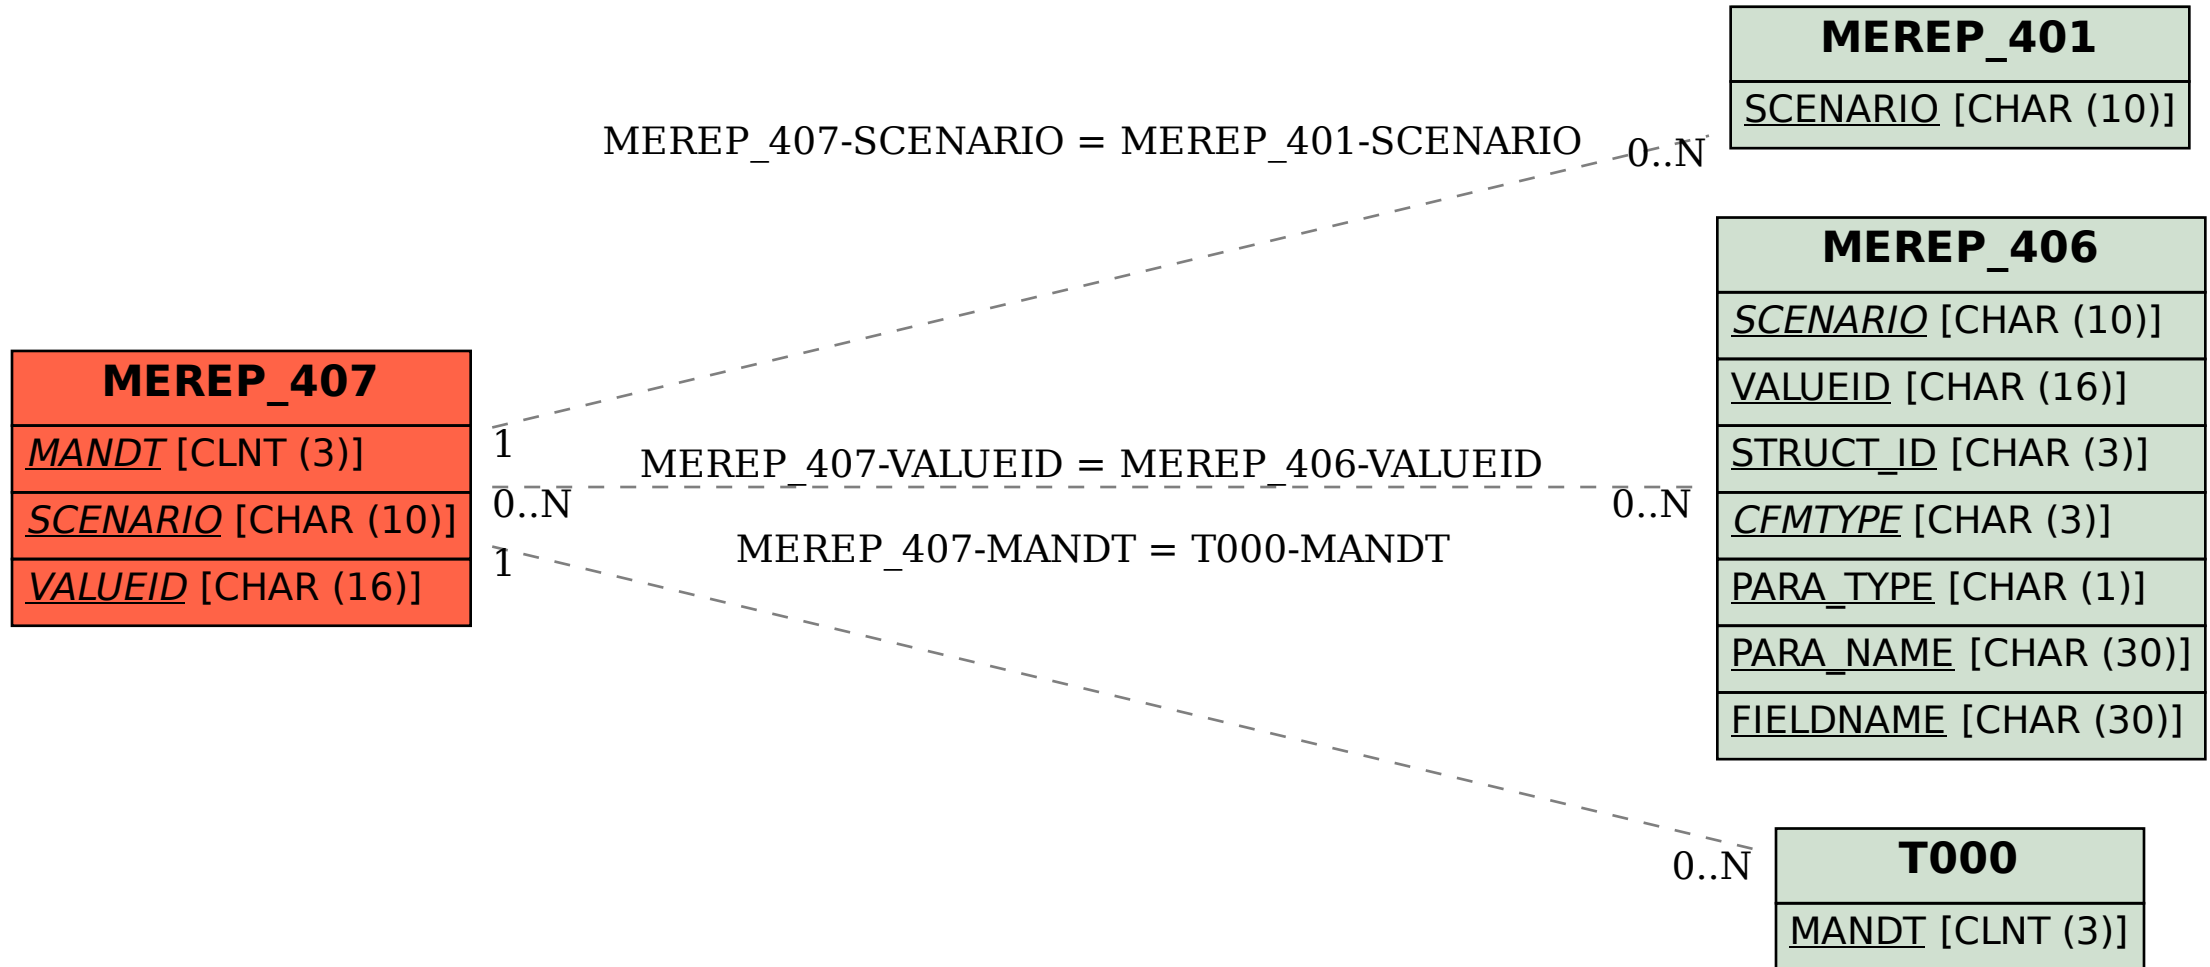 MEREP_401
SCENARIO [CHAR (10)]
MEREP_407-SCENARIO = MEREP_401-SCENARIO
0..N
MEREP_406
SCENARIO [CHAR (10)]
VALUEID [CHAR (16)]
STRUCT_ID [CHAR (3)]
CFMTYPE [CHAR (3)]
PARA_TYPE [CHAR (1)]
PARA_NAME [CHAR (30)]
FIELDNAME [CHAR (30)]
MEREP_407
MANDT [CLNT (3)]
SCENARIO [CHAR (10)]
VALUEID [CHAR (16)]
1
MEREP_407-VALUEID = MEREP_406-VALUEID
0..N
0..N
MEREP_407-MANDT = T000-MANDT
1
0..N
T000
MANDT [CLNT (3)]